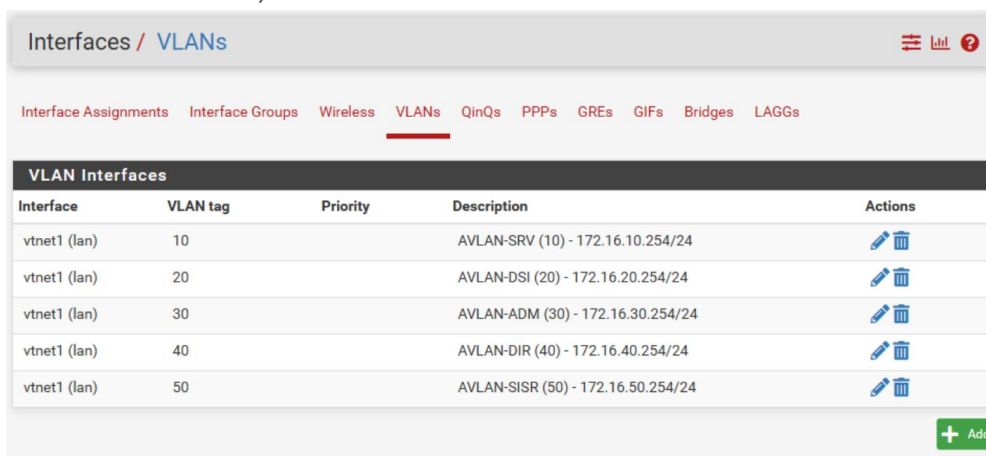 Interfaces / VLANs
Interface Assignments Interface Groups Wireless VLANs QinQs PPPs GREs GIFs Bridges LAGGs
VLAN Interfaces
Interface VLAN tag Priority Description Actions
vtnet1 (lan) 10 AVLAN-SRV (10) - 172.16.10.254/24
vtnet1 (lan) 20 AVLAN-DSI (20) - 172.16.20.254/24
vtnet1 (lan) 30 AVLAN-ADM (30) - 172.16.30.254/24
vtnet1 (lan) 40 AVLAN-DIR (40) - 172.16.40.254/24
vtnet1 (lan) 50 AVLAN-SISR (50) - 172.16.50.254/24